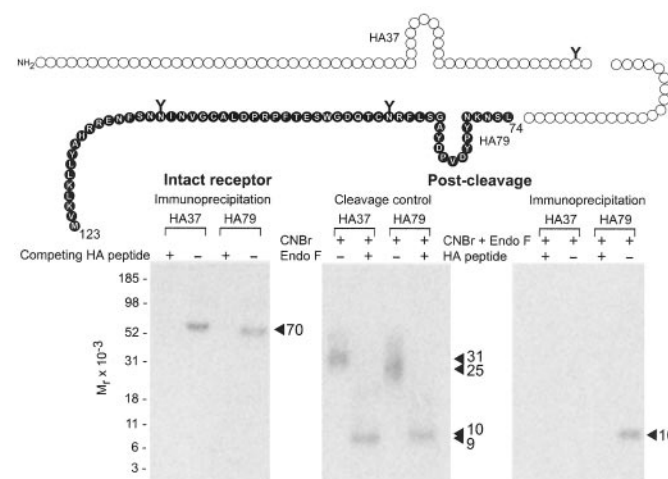 HA37
Y
NH2
Y Y
MVKLKLLYAHRRENFSNNINVGCALDPRPFTESWGDQTCNRFLSGAYDPVDYPYNKNSL
74
HA79
123
Intact receptor Post-cleavage
Immunoprecipitation Cleavage control Immunoprecipitation
HA37 HA79 HA37 HA79 HA37 HA79
CNBr + + + + CNBr + Endo F + + + +
Competing HA peptide + − + − Endo F − + − + HA peptide + − + −
185 -
98 -
52 -
31 -
18 -
11 -
6 -
3 -
Mr x 10-3
70
31
25
10
9
10